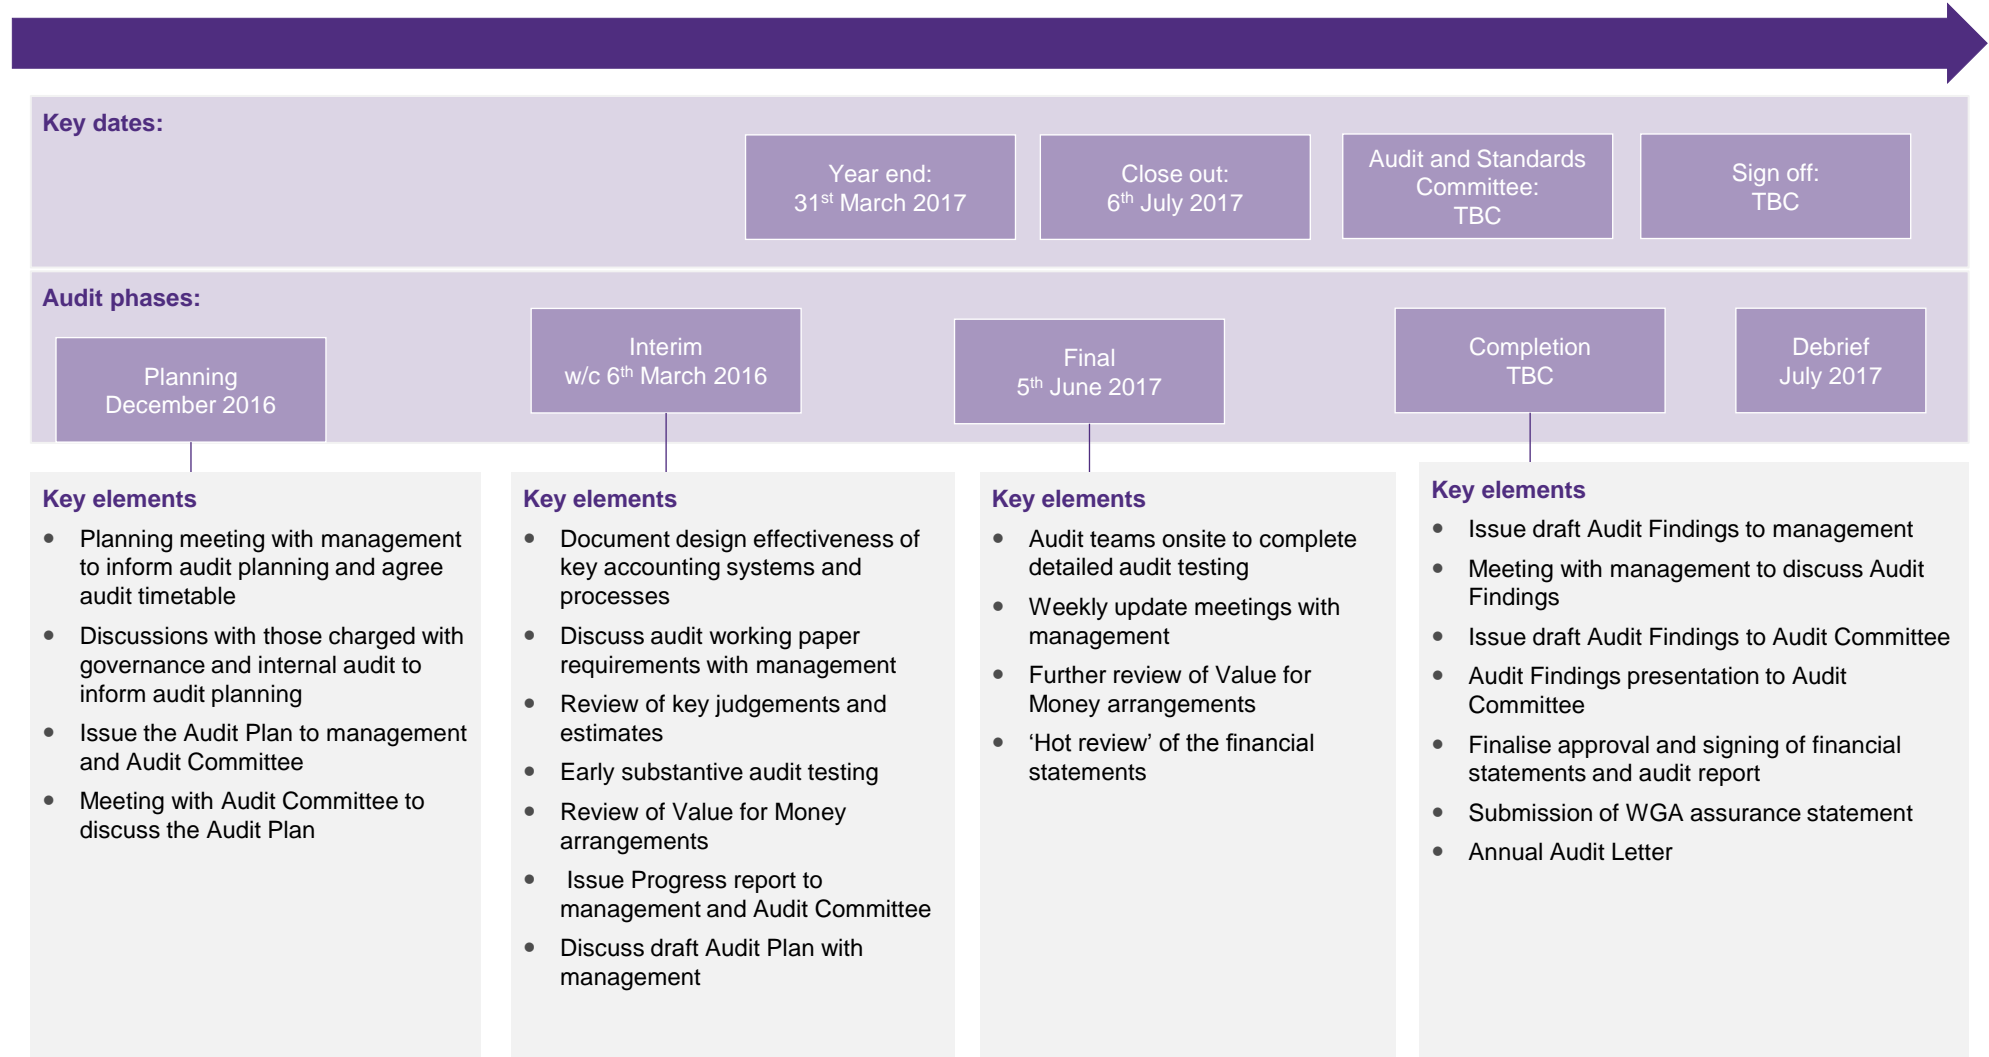 Key dates:
Year end:
31st March 2017
Close out:
6th July 2017
Audit and Standards
Committee:
TBC
Sign off:
TBC
Audit phases:
Planning
December 2016
Interim
w/c 6th March 2016
Final
5th June 2017
Completion
TBC
Debrief
July 2017
Key elements
• Planning meeting with management
to inform audit planning and agree
audit timetable
• Discussions with those charged with
governance and internal audit to
inform audit planning
• Issue the Audit Plan to management
and Audit Committee
• Meeting with Audit Committee to
discuss the Audit Plan
Key elements
• Document design effectiveness of
key accounting systems and
processes
• Discuss audit working paper
requirements with management
• Review of key judgements and
estimates
• Early substantive audit testing
• Review of Value for Money
arrangements
• Issue Progress report to
management and Audit Committee
• Discuss draft Audit Plan with
management
Key elements
• Audit teams onsite to complete
detailed audit testing
• Weekly update meetings with
management
• Further review of Value for
Money arrangements
• ‘Hot review’ of the financial
statements
Key elements
• Issue draft Audit Findings to management
• Meeting with management to discuss Audit
Findings
• Issue draft Audit Findings to Audit Committee
• Audit Findings presentation to Audit
Committee
• Finalise approval and signing of financial
statements and audit report
• Submission of WGA assurance statement
• Annual Audit Letter